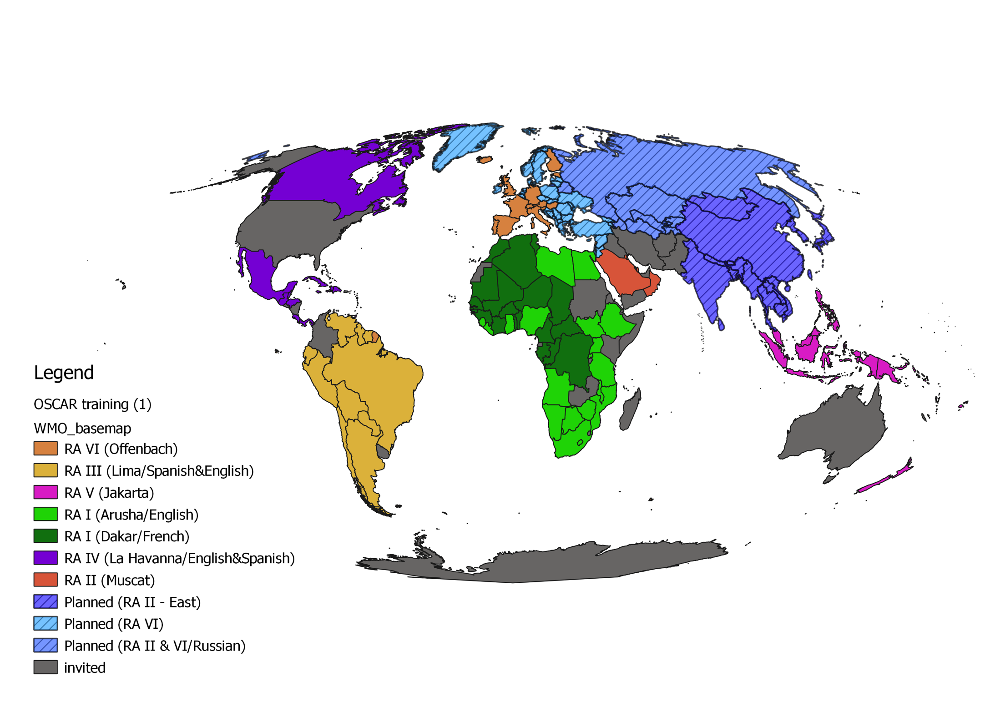 Legend
OSCAR training (1)
WMO_basemap
RA VI (Offenbach)
RA III (Lima/Spanish&English)
RA V (Jakarta)
RA I (Arusha/English)
RA I (Dakar/French)
RA IV (La Havanna/English&Spanish)
RA II (Muscat)
Planned (RA II - East)
Planned (RA VI)
Planned (RA II & VI/Russian)
invited